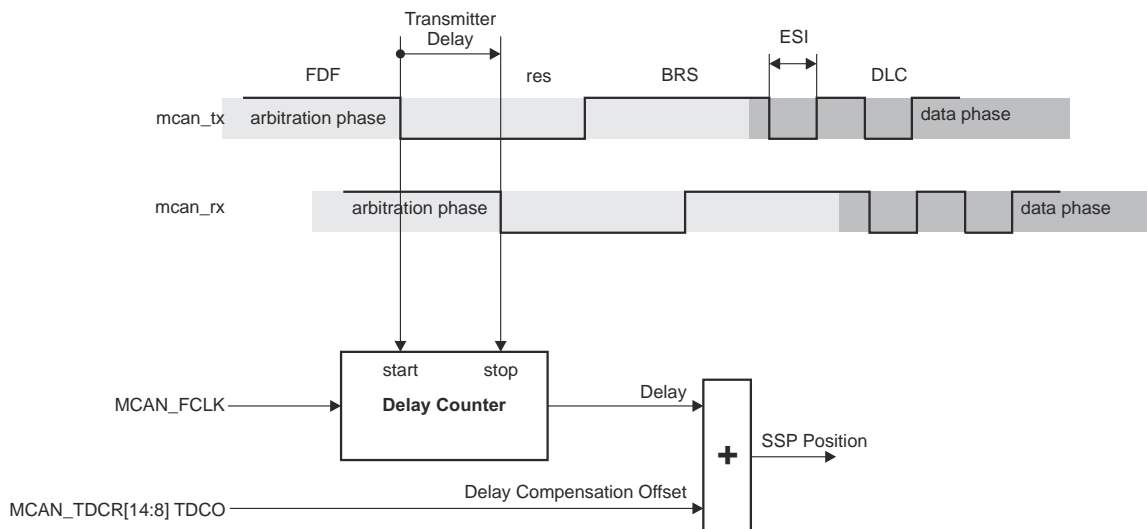 Transmitter
Delay
ESI
FDF
res
BRS
DLC
mcan_tx
arbitration phase
data phase
mcan_rx
arbitration phase
data phase
start
stop
MCAN_FCLK
Delay Counter
Delay
+
SSP Position
Delay Compensation Offset
MCAN_TDCR[14:8] TDCO